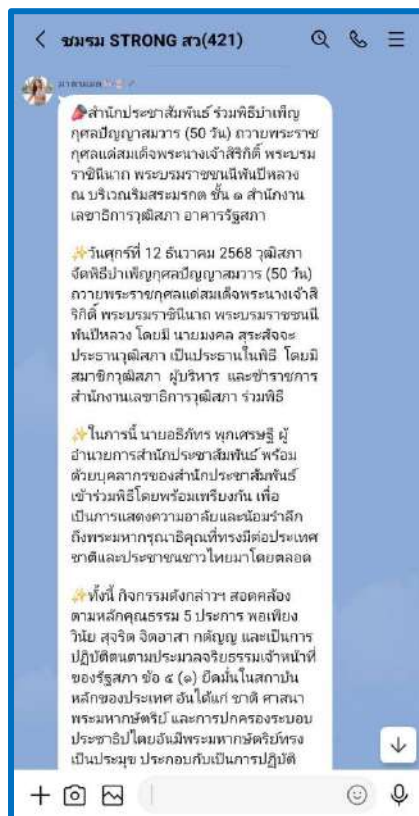 ชมรม STRONG สว(421)
📣สำนักประชาสัมพันธ์ ร่วมพิธีบำเพ็ญ
กุศลปัญญาสมวาร (50 วัน) ถวายพระราช
กุศลแด่สมเด็จพระนางเจ้าสิริกิติ์ พระบรม
ราชินีนาถ พระบรมราชชนนีพันปีหลวง
ณ บริเวณริมสระมรกต ชั้น ๑ สำนักงาน
เลขาธิการวุฒิสภา อาคารรัฐสภา
✨วันศุกร์ที่ 12 ธันวาคม 2568 วุฒิสภา
จัดพิธีบำเพ็ญกุศลปัญญาสมวาร (50 วัน)
ถวายพระราชกุศลแด่สมเด็จพระนางเจ้าสิ
ริกิติ์ พระบรมราชินีนาถ พระบรมราชชนนี
พันปีหลวง โดยมี นายมงคล สุระสัจจะ
ประธานวุฒิสภา เป็นประธานในพิธี โดยมี
สมาชิกวุฒิสภา ผู้บริหาร และข้าราชการ
สำนักงานเลขาธิการวุฒิสภา ร่วมพิธี
✨ในการนี้ นายอธิภัทร พุกเศรษฐี ผู้
อำนวยการสำนักประชาสัมพันธ์ พร้อม
ด้วยบุคลากรของสำนักประชาสัมพันธ์
เข้าร่วมพิธีโดยพร้อมเพรียงกัน เพื่อ
เป็นการแสดงความอาลัยและน้อมรำลึก
ถึงพระมหากรุณาธิคุณที่ทรงมีต่อประเทศ
ชาติและประชาชนชาวไทยมาโดยตลอด
✨ทั้งนี้ กิจกรรมดังกล่าวฯ สอดคล้อง
ตามหลักคุณธรรม 5 ประการ พอเพียง
วินัย สุจริต จิตอาสา กตัญญู และเป็นการ
ปฏิบัติตนตามประมวลจริยธรรมเจ้าหน้าที่
ของรัฐสภา ข้อ ๕ (๑) ยึดมั่นในสถาบัน
หลักของประเทศ อันได้แก่ ชาติ ศาสนา
พระมหากษัตริย์ และการปกครองระบอบ
ประชาธิปไตยอันมีพระมหากษัตริย์ทรง
เป็นประมุข ประกอบกับเป็นการปฏิบัติ